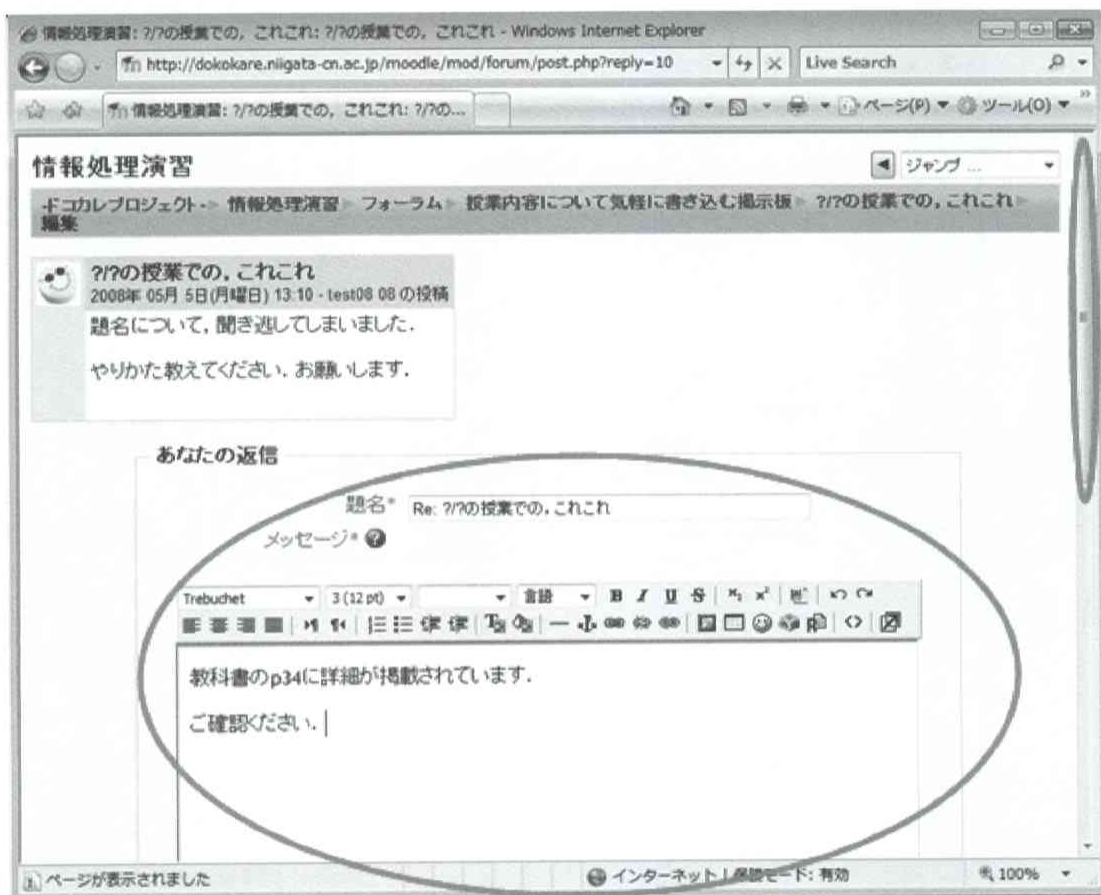 情報処理演習: ?/?の授業での，これこれ: ?/?の授業での，これこれ - Windows Internet Explorer
http://dokokare.niigata-cn.ac.jp/moodle/mod/forum/post.php?reply=10
Live Search
情報処理演習: ?/?の授業での，これこれ: ?/?の...
ページ(P)
ツール(O)
情報処理演習
ジャンプ ...
-ドコカレプロジェクト- 情報処理演習 フォーラム 授業内容について気軽に書き込む掲示板 ?/?の授業での，これこれ
編集
?/?の授業での，これこれ
2008年 05月 5日(月曜日) 13:10 - test08 08 の投稿
題名について，聞き逃してしまいました．
やりかた教えてください．お願いします．
あなたの返信
題名* Re: ?/?の授業での，これこれ
メッセージ*
Trebuchet 3 (12 pt) 言語 B I U S
教科書のp34に詳細が掲載されています．
ご確認ください．
ページが表示されました
インターネット | 保護モード: 有効
100%